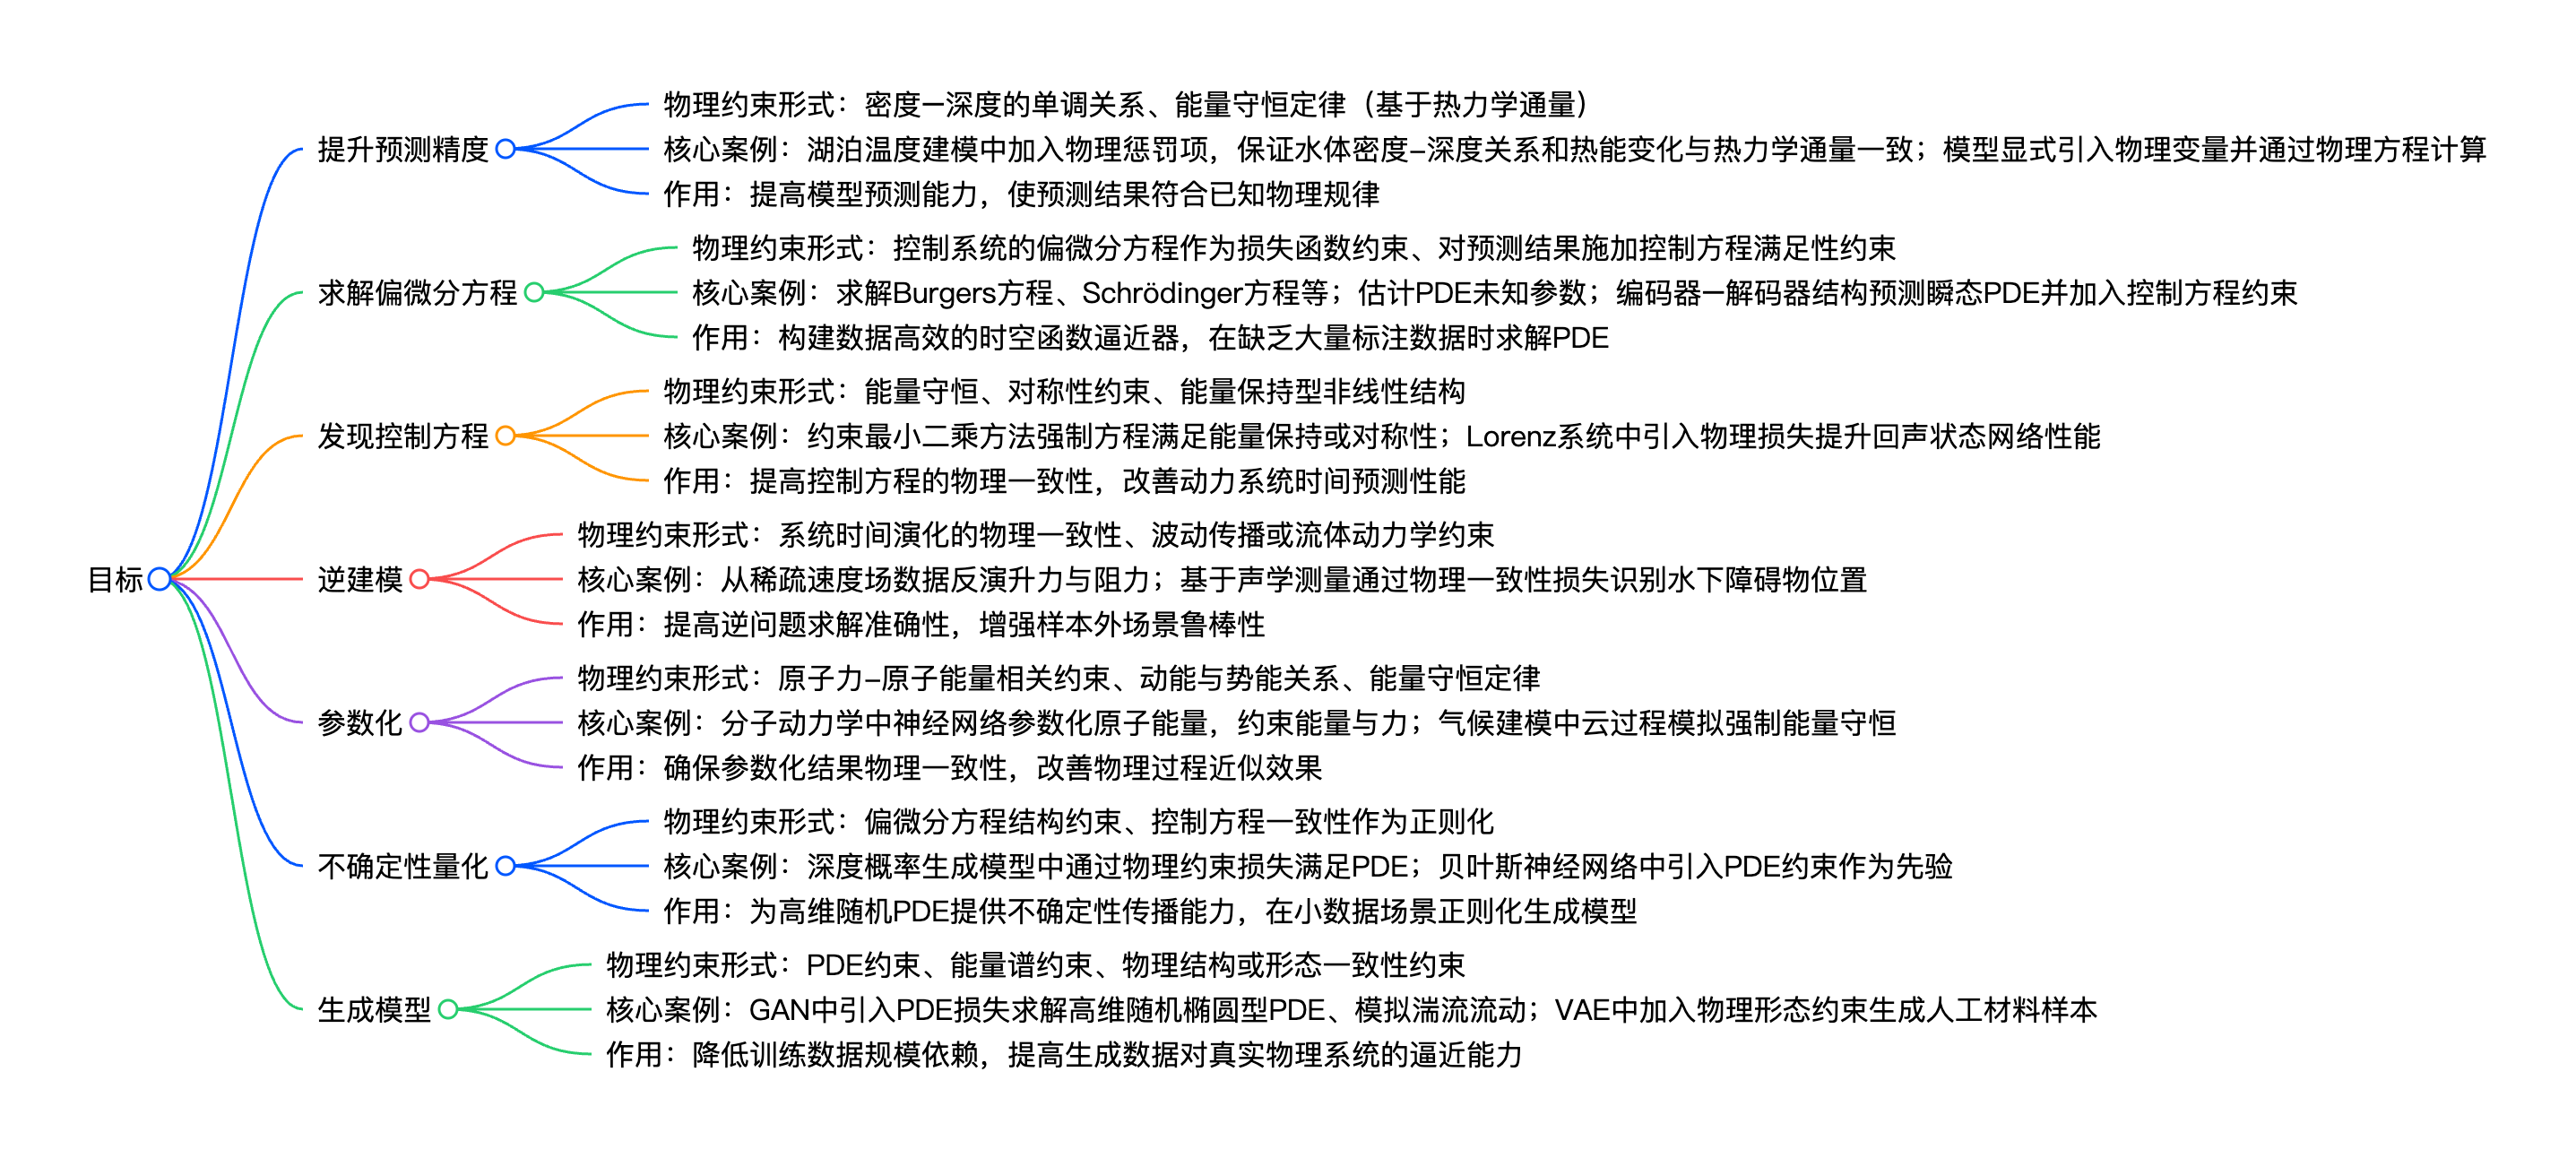 目标
提升预测精度
物理约束形式：密度—深度的单调关系、能量守恒定律（基于热力学通量）
核心案例：湖泊温度建模中加入物理惩罚项，保证水体密度–深度关系和热能变化与热力学通量一致；模型显式引入物理变量并通过物理方程计算
作用：提高模型预测能力，使预测结果符合已知物理规律
求解偏微分方程
物理约束形式：控制系统的偏微分方程作为损失函数约束、对预测结果施加控制方程满足性约束
核心案例：求解Burgers方程、Schrödinger方程等；估计PDE未知参数；编码器—解码器结构预测瞬态PDE并加入控制方程约束
作用：构建数据高效的时空函数逼近器，在缺乏大量标注数据时求解PDE
发现控制方程
物理约束形式：能量守恒、对称性约束、能量保持型非线性结构
核心案例：约束最小二乘方法强制方程满足能量保持或对称性；Lorenz系统中引入物理损失提升回声状态网络性能
作用：提高控制方程的物理一致性，改善动力系统时间预测性能
逆建模
物理约束形式：系统时间演化的物理一致性、波动传播或流体动力学约束
核心案例：从稀疏速度场数据反演升力与阻力；基于声学测量通过物理一致性损失识别水下障碍物位置
作用：提高逆问题求解准确性，增强样本外场景鲁棒性
参数化
物理约束形式：原子力–原子能量相关约束、动能与势能关系、能量守恒定律
核心案例：分子动力学中神经网络参数化原子能量，约束能量与力；气候建模中云过程模拟强制能量守恒
作用：确保参数化结果物理一致性，改善物理过程近似效果
不确定性量化
物理约束形式：偏微分方程结构约束、控制方程一致性作为正则化
核心案例：深度概率生成模型中通过物理约束损失满足PDE；贝叶斯神经网络中引入PDE约束作为先验
作用：为高维随机PDE提供不确定性传播能力，在小数据场景正则化生成模型
生成模型
物理约束形式：PDE约束、能量谱约束、物理结构或形态一致性约束
核心案例：GAN中引入PDE损失求解高维随机椭圆型PDE、模拟湍流流动；VAE中加入物理形态约束生成人工材料样本
作用：降低训练数据规模依赖，提高生成数据对真实物理系统的逼近能力